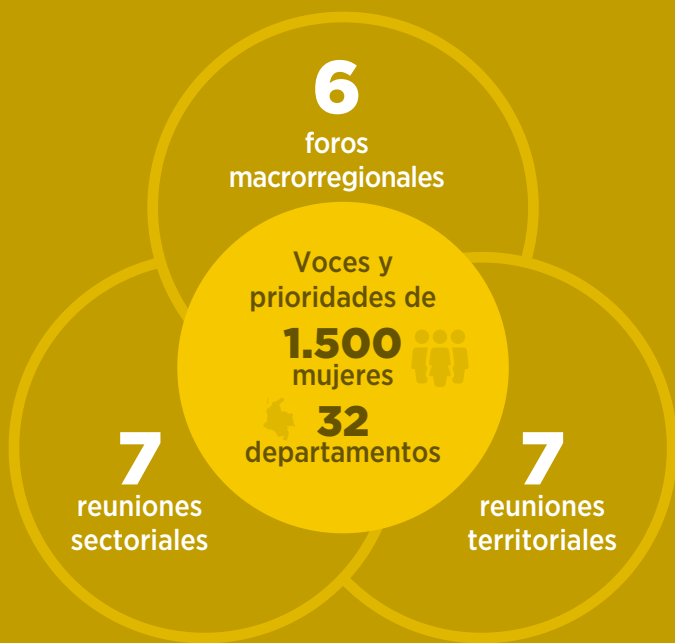 6
foros
macrorregionales
Voces y
prioridades de
1.500
mujeres
32
departamentos
7
reuniones
sectoriales
7
reuniones
territoriales